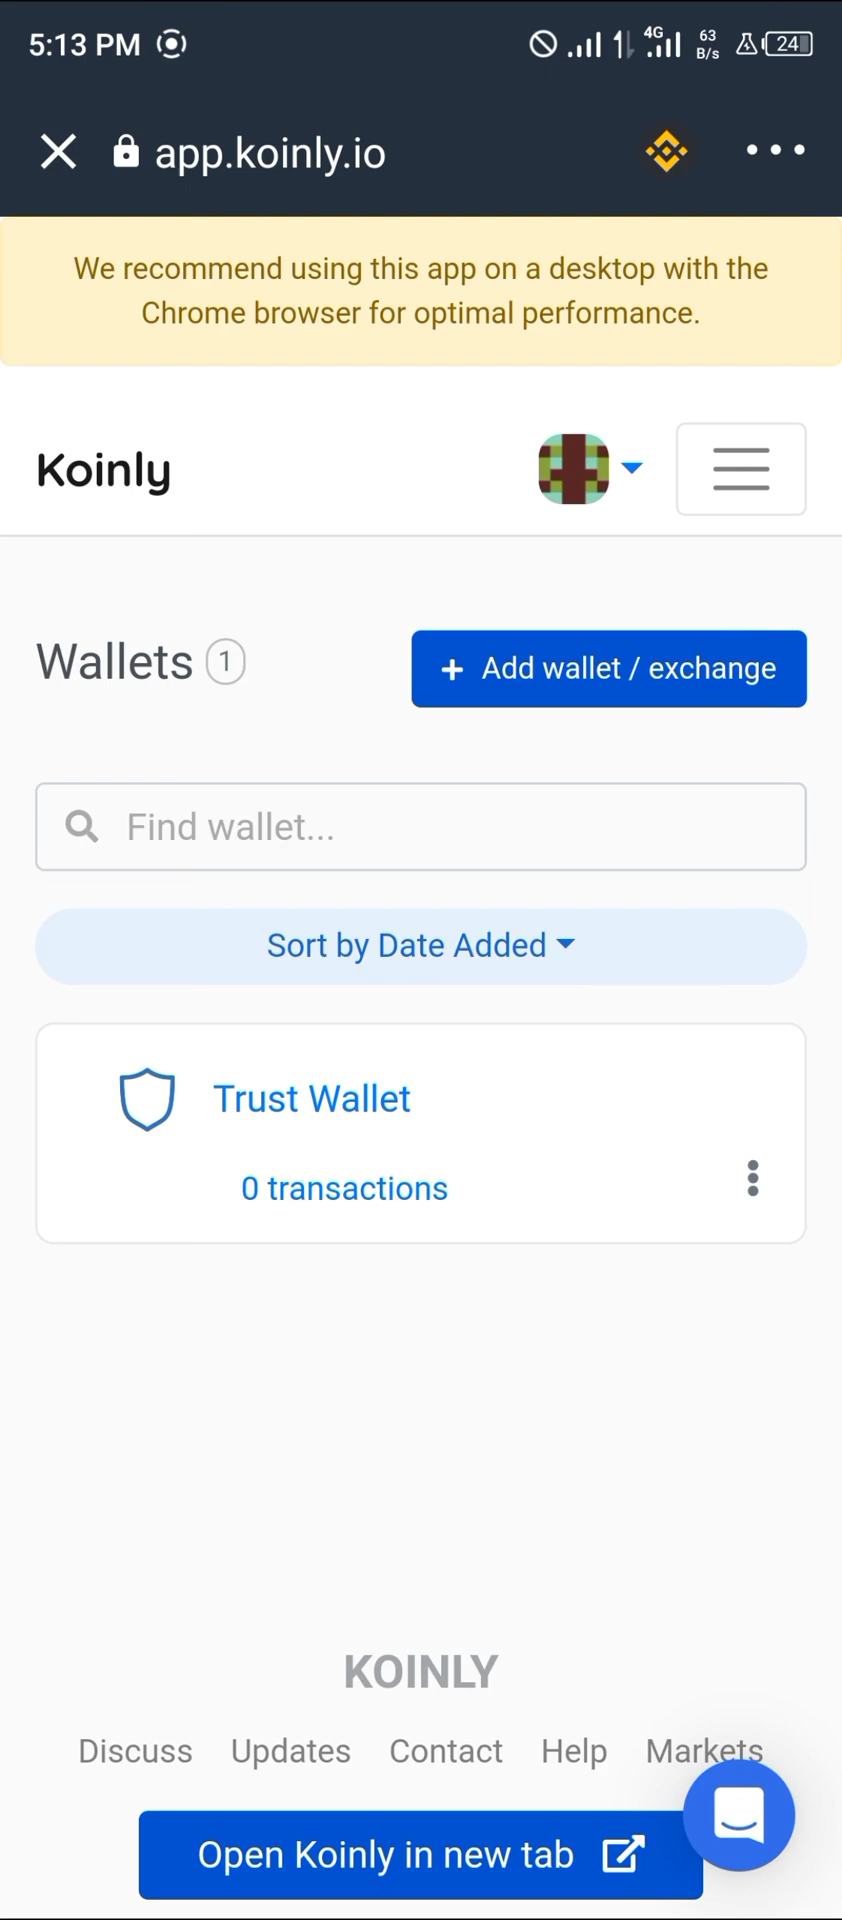 5:13 PM
4G
63
B/s
24
app.koinly.io
We recommend using this app on a desktop with the
Chrome browser for optimal performance.
Koinly
Wallets 1
+ Add wallet / exchange
Find wallet...
Sort by Date Added
Trust Wallet
0 transactions
KOINLY
Discuss Updates Contact Help Markets
Open Koinly in new tab